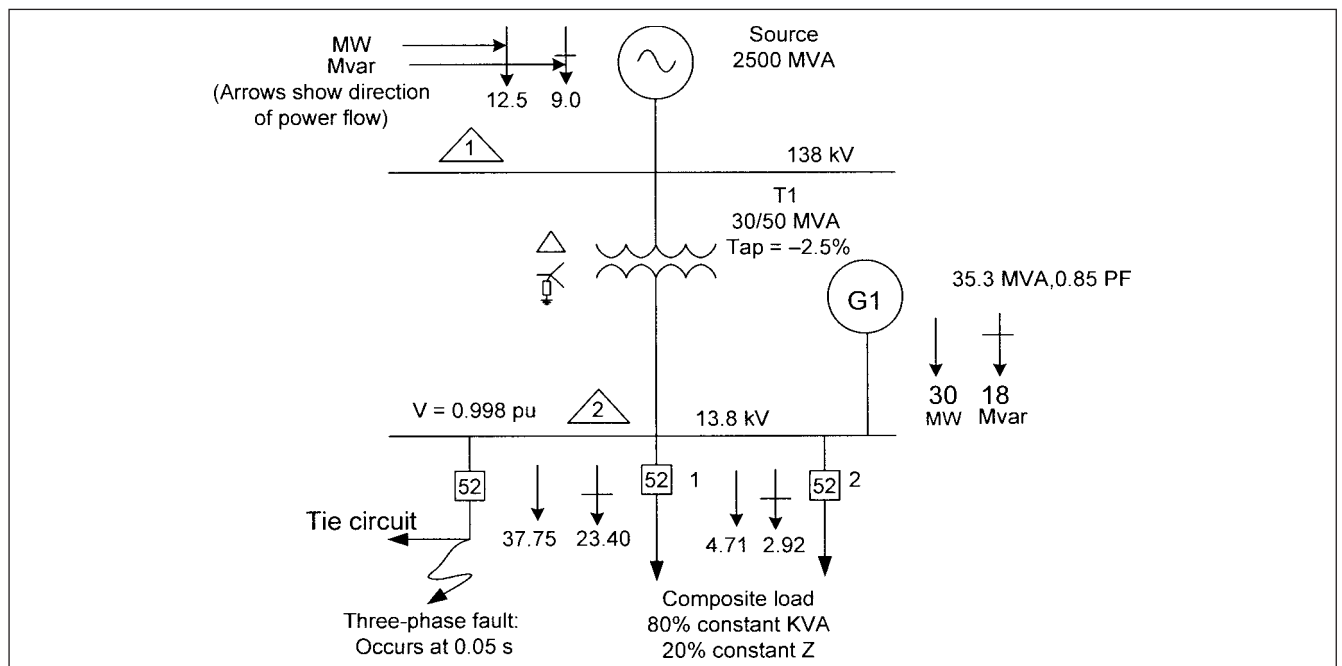 MW
Mvar
(Arrows show direction
of power flow)
12.5 9.0
Source
2500 MVA
1
138 kV
T1
30/50 MVA
Tap = –2.5%
G1
35.3 MVA,0.85 PF
30 18
MW Mvar
V = 0.998 pu
2
13.8 kV
52
52 1
52 2
Tie circuit
37.75 23.40
4.71 2.92
Three-phase fault:
Occurs at 0.05 s
Composite load
80% constant KVA
20% constant Z